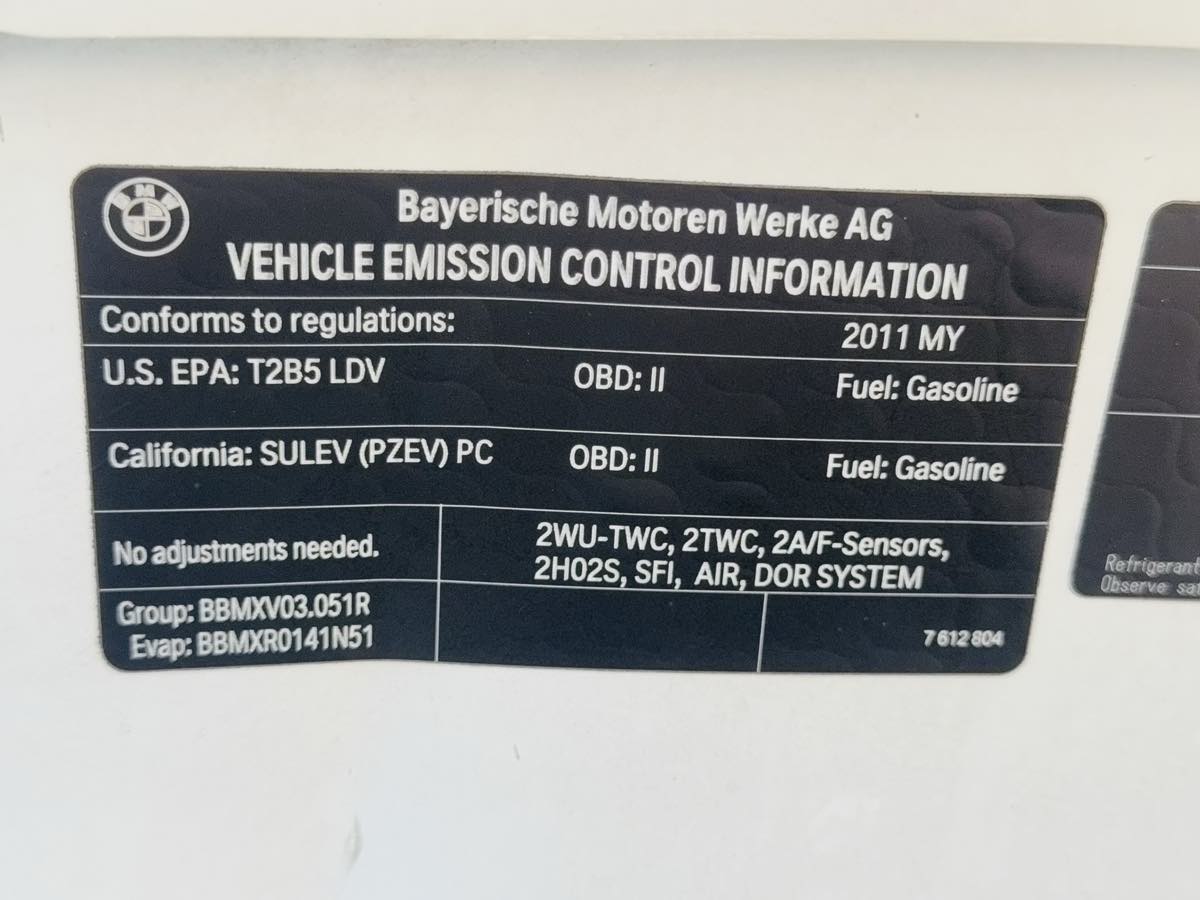 BMW
Bayerische Motoren Werke AG
VEHICLE EMISSION CONTROL INFORMATION
Conforms to regulations: 2011 MY
U.S. EPA: T2B5 LDV OBD: II Fuel: Gasoline
California: SULEV (PZEV) PC OBD: II Fuel: Gasoline
No adjustments needed.
2WU-TWC, 2TWC, 2A/F-Sensors,
2H02S, SFI, AIR, DOR SYSTEM
Group: BBMXV03.051R
Evap: BBMXR0141N51
7 612 804
Refrigerant
Observe